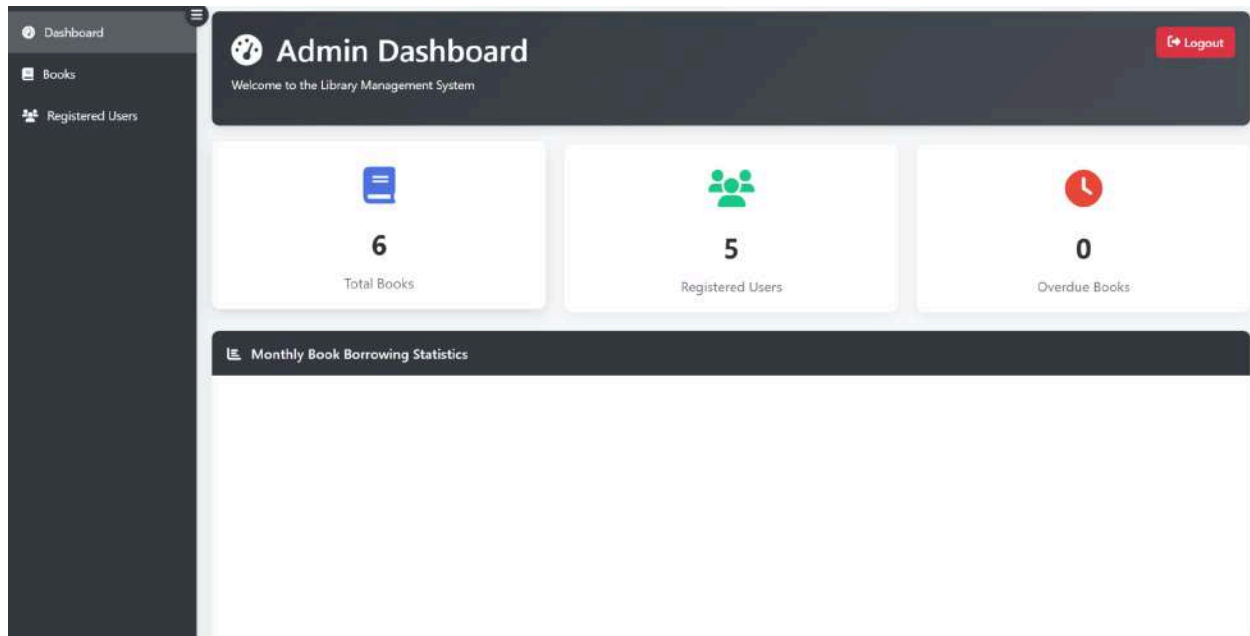 Dashboard
Books
Registered Users
Admin Dashboard
Logout
Welcome to the Library Management System
6
Total Books
5
Registered Users
0
Overdue Books
Monthly Book Borrowing Statistics